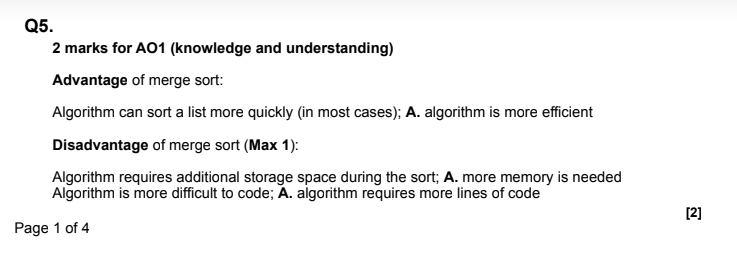 Q5.
2 marks for AO1 (knowledge and understanding)
Advantage of merge sort:
Algorithm can sort a list more quickly (in most cases); A. algorithm is more efficient
Disadvantage of merge sort (Max 1):
Algorithm requires additional storage space during the sort; A. more memory is needed
Algorithm is more difficult to code; A. algorithm requires more lines of code
[2]
Page 1 of 4